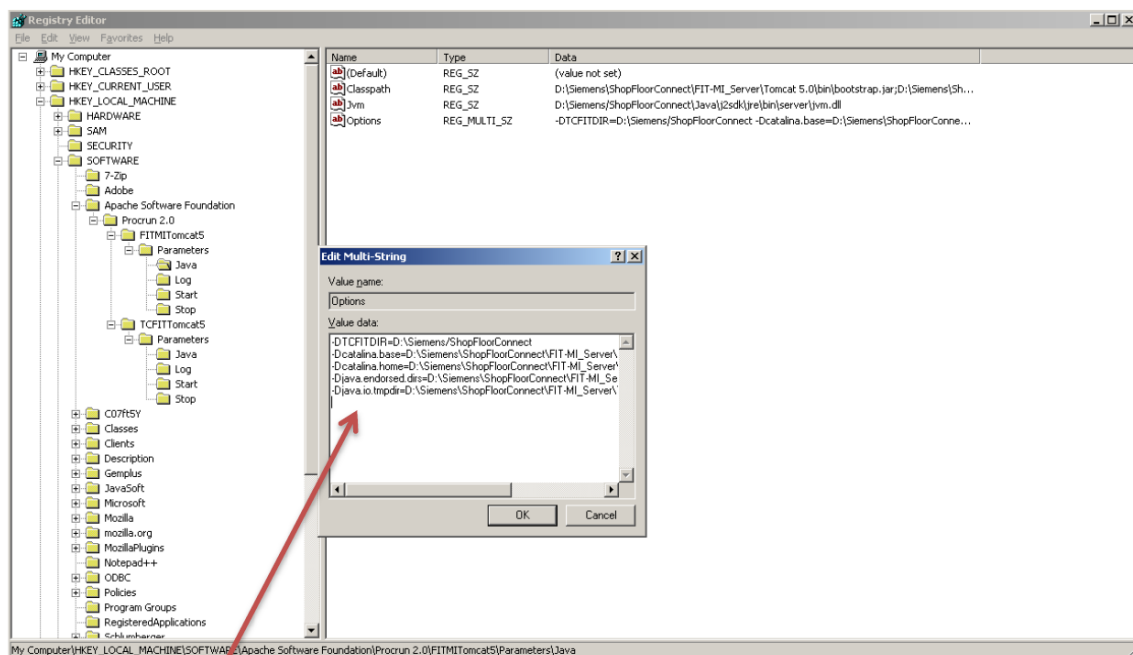 Registry Editor
File Edit View Favorites Help
My Computer
HKEY_CLASSES_ROOT
HKEY_CURRENT_USER
HKEY_LOCAL_MACHINE
HARDWARE
SAM
SECURITY
SOFTWARE
7-Zip
Adobe
Apache Software Foundation
Procrun 2.0
FITMITomcat5
Parameters
Java
Log
Start
Stop
TCFITTomcat5
Parameters
Java
Log
Start
Stop
C07ft5Y
Classes
Clients
Description
Gemplus
JavaSoft
Microsoft
Mozilla
mozilla.org
MozillaPlugins
Notepad++
ODBC
Policies
Program Groups
RegisteredApplications
Schlumberger
Name Type Data
(Default) REG_SZ (value not set)
Classpath REG_SZ D:\Siemens\ShopFloorConnect\FIT-MI_Server\Tomcat 5.0\bin\bootstrap.jar;D:\Siemens\Sh...
Jvm REG_SZ D:\Siemens/ShopFloorConnect\Java\j2sdk\jre\bin\server\jvm.dll
Options REG_MULTI_SZ -DTCFITDIR=D:\Siemens/ShopFloorConnect -Dcatalina.base=D:\Siemens\ShopFloorConne...
Edit Multi-String
Value name:
Options
Value data:
-DTCFITDIR=D:\Siemens/ShopFloorConnect
-Dcatalina.base=D:\Siemens\ShopFloorConnect\FIT-MI_Server\
-Dcatalina.home=D:\Siemens\ShopFloorConnect\FIT-MI_Server\
-Djava.endorsed.dirs=D:\Siemens\ShopFloorConnect\FIT-MI_Se
-Djava.io.tmpdir=D:\Siemens\ShopFloorConnect\FIT-MI_Server\
OK Cancel
My Computer\HKEY_LOCAL_MACHINE\SOFTWARE\Apache Software Foundation\Procrun 2.0\FITMITomcat5\Parameters\Java